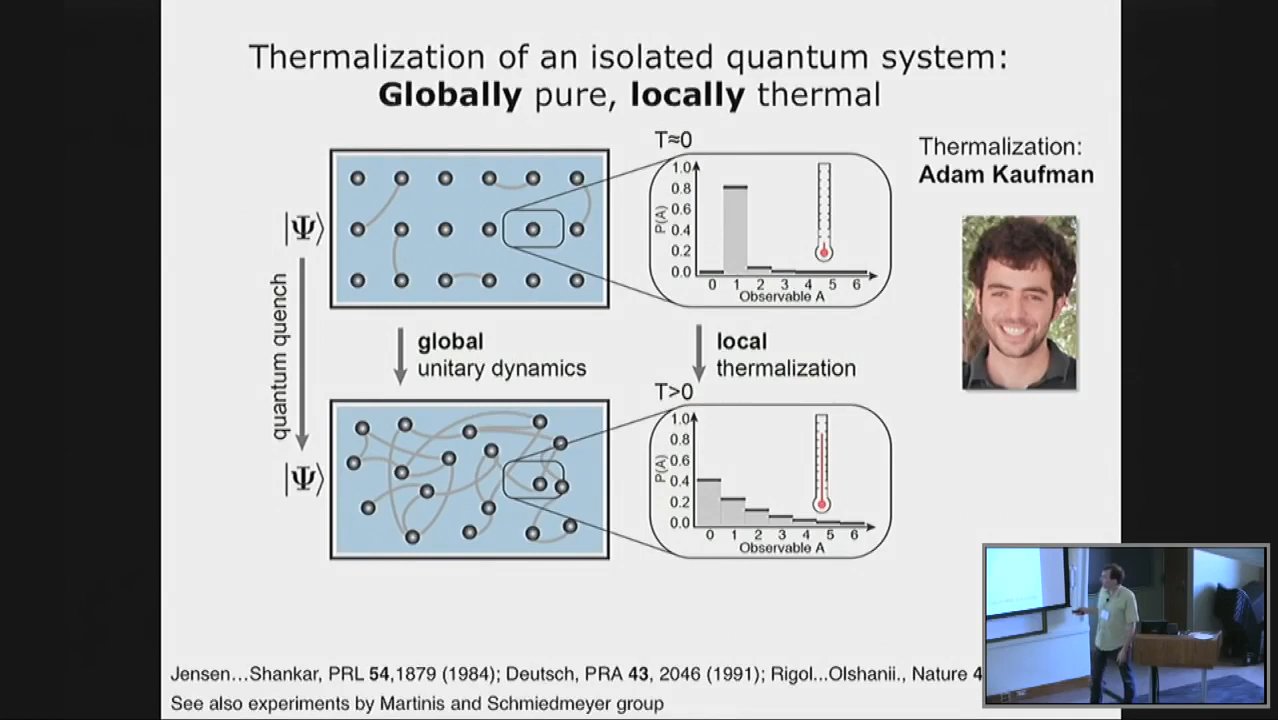 Thermalization of an isolated quantum system:
Globally pure, locally thermal
T≈0
Thermalization:
Adam Kaufman
|Ψ⟩
P(A)
1.0
0.8
0.6
0.4
0.2
0.0
0 1 2 3 4 5 6
Observable A
quantum quench
global
unitary dynamics
local
thermalization
T>0
|Ψ⟩
P(A)
1.0
0.8
0.6
0.4
0.2
0.0
0 1 2 3 4 5 6
Observable A
Jensen...Shankar, PRL 54,1879 (1984); Deutsch, PRA 43, 2046 (1991); Rigol...Olshanii., Nature 4
See also experiments by Martinis and Schmiedmeyer group